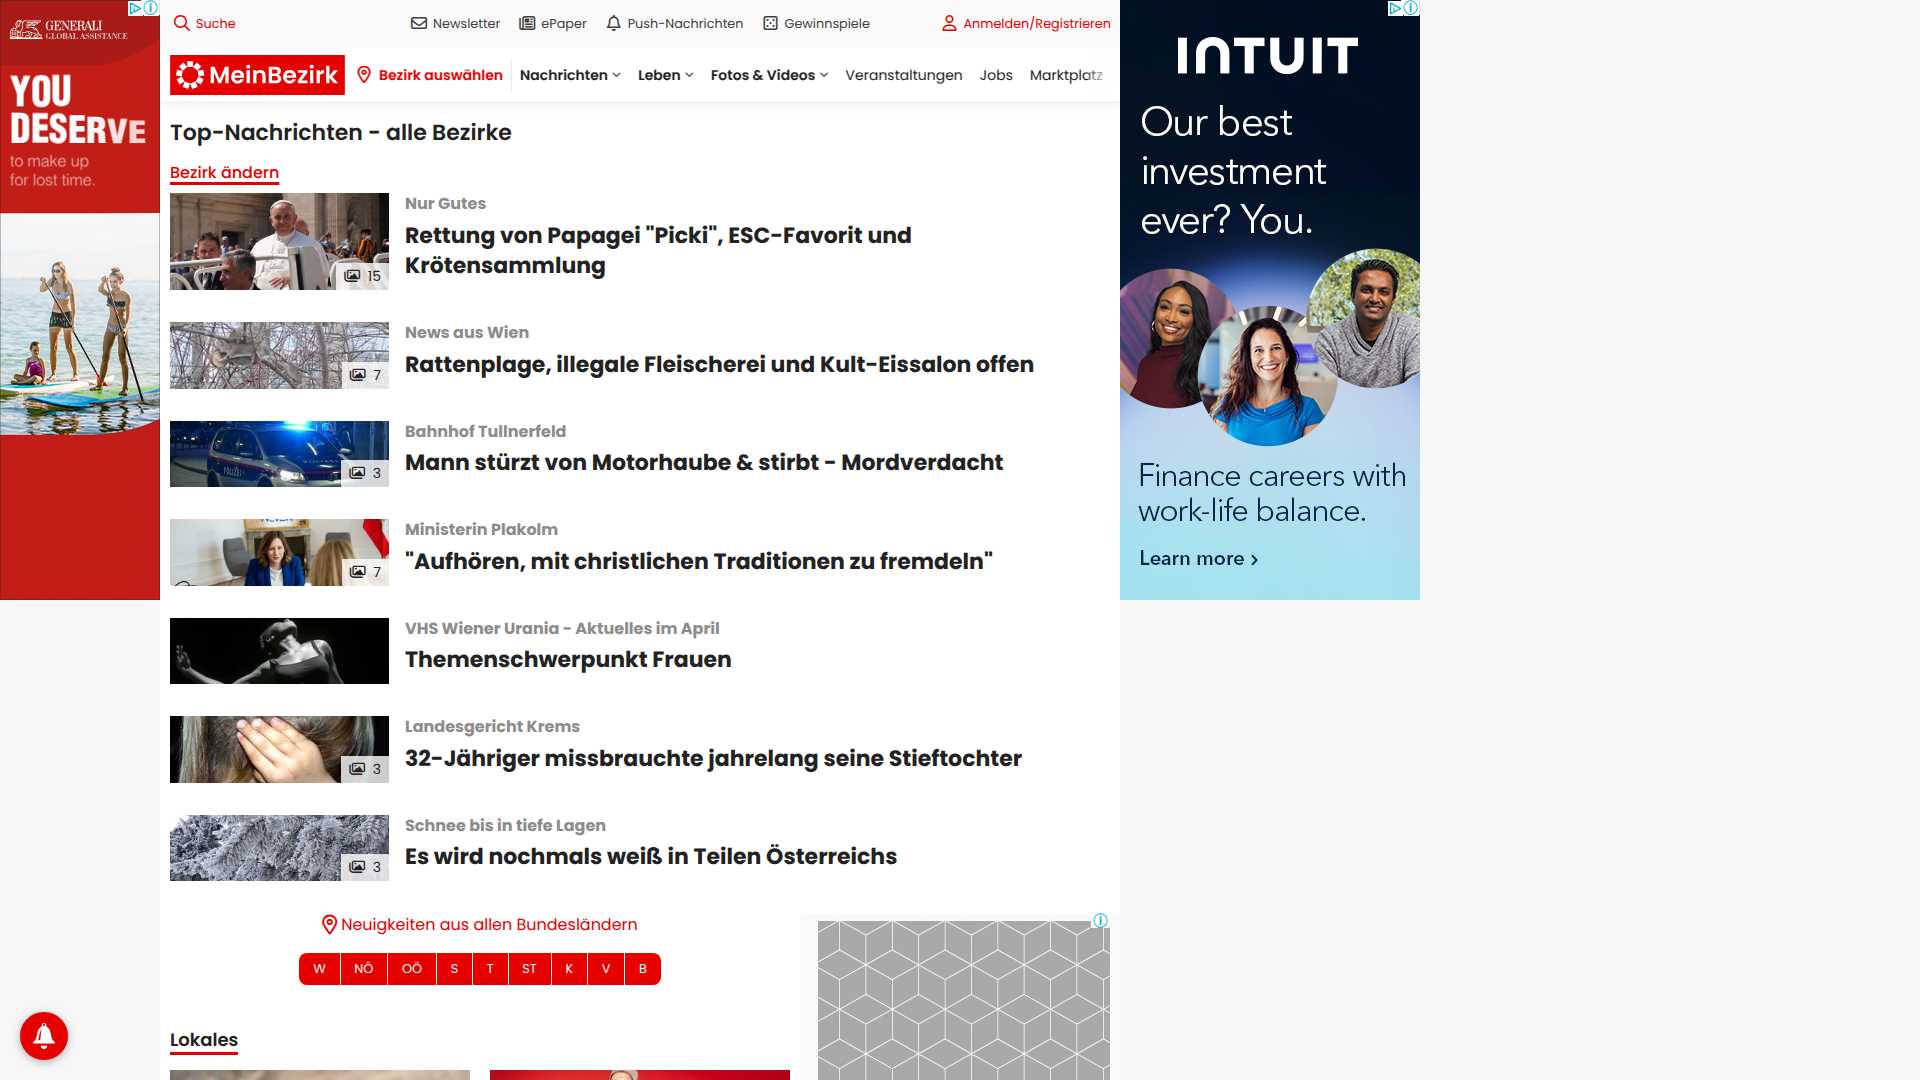 GENERALI
GLOBAL ASSISTANCE
YOU
DESERVE
to make up
for lost time.
Suche
Newsletter
ePaper
Push-Nachrichten
Gewinnspiele
Anmelden/Registrieren
MeinBezirk
Bezirk auswählen
Nachrichten
Leben
Fotos & Videos
Veranstaltungen
Jobs
Marktplatz
Top-Nachrichten - alle Bezirke
Bezirk ändern
15
Nur Gutes
Rettung von Papagei "Picki", ESC-Favorit und
Krötensammlung
7
News aus Wien
Rattenplage, illegale Fleischerei und Kult-Eissalon offen
POLIZEI
3
Bahnhof Tullnerfeld
Mann stürzt von Motorhaube & stirbt - Mordverdacht
7
Ministerin Plakolm
"Aufhören, mit christlichen Traditionen zu fremdeln"
VHS Wiener Urania - Aktuelles im April
Themenschwerpunkt Frauen
3
Landesgericht Krems
32-Jähriger missbrauchte jahrelang seine Stieftochter
3
Schnee bis in tiefe Lagen
Es wird nochmals weiß in Teilen Österreichs
Neuigkeiten aus allen Bundesländern
W NÖ OÖ S T ST K V B
Lokales
INTUIT
Our best
investment
ever? You.
Finance careers with
work-life balance.
Learn more >